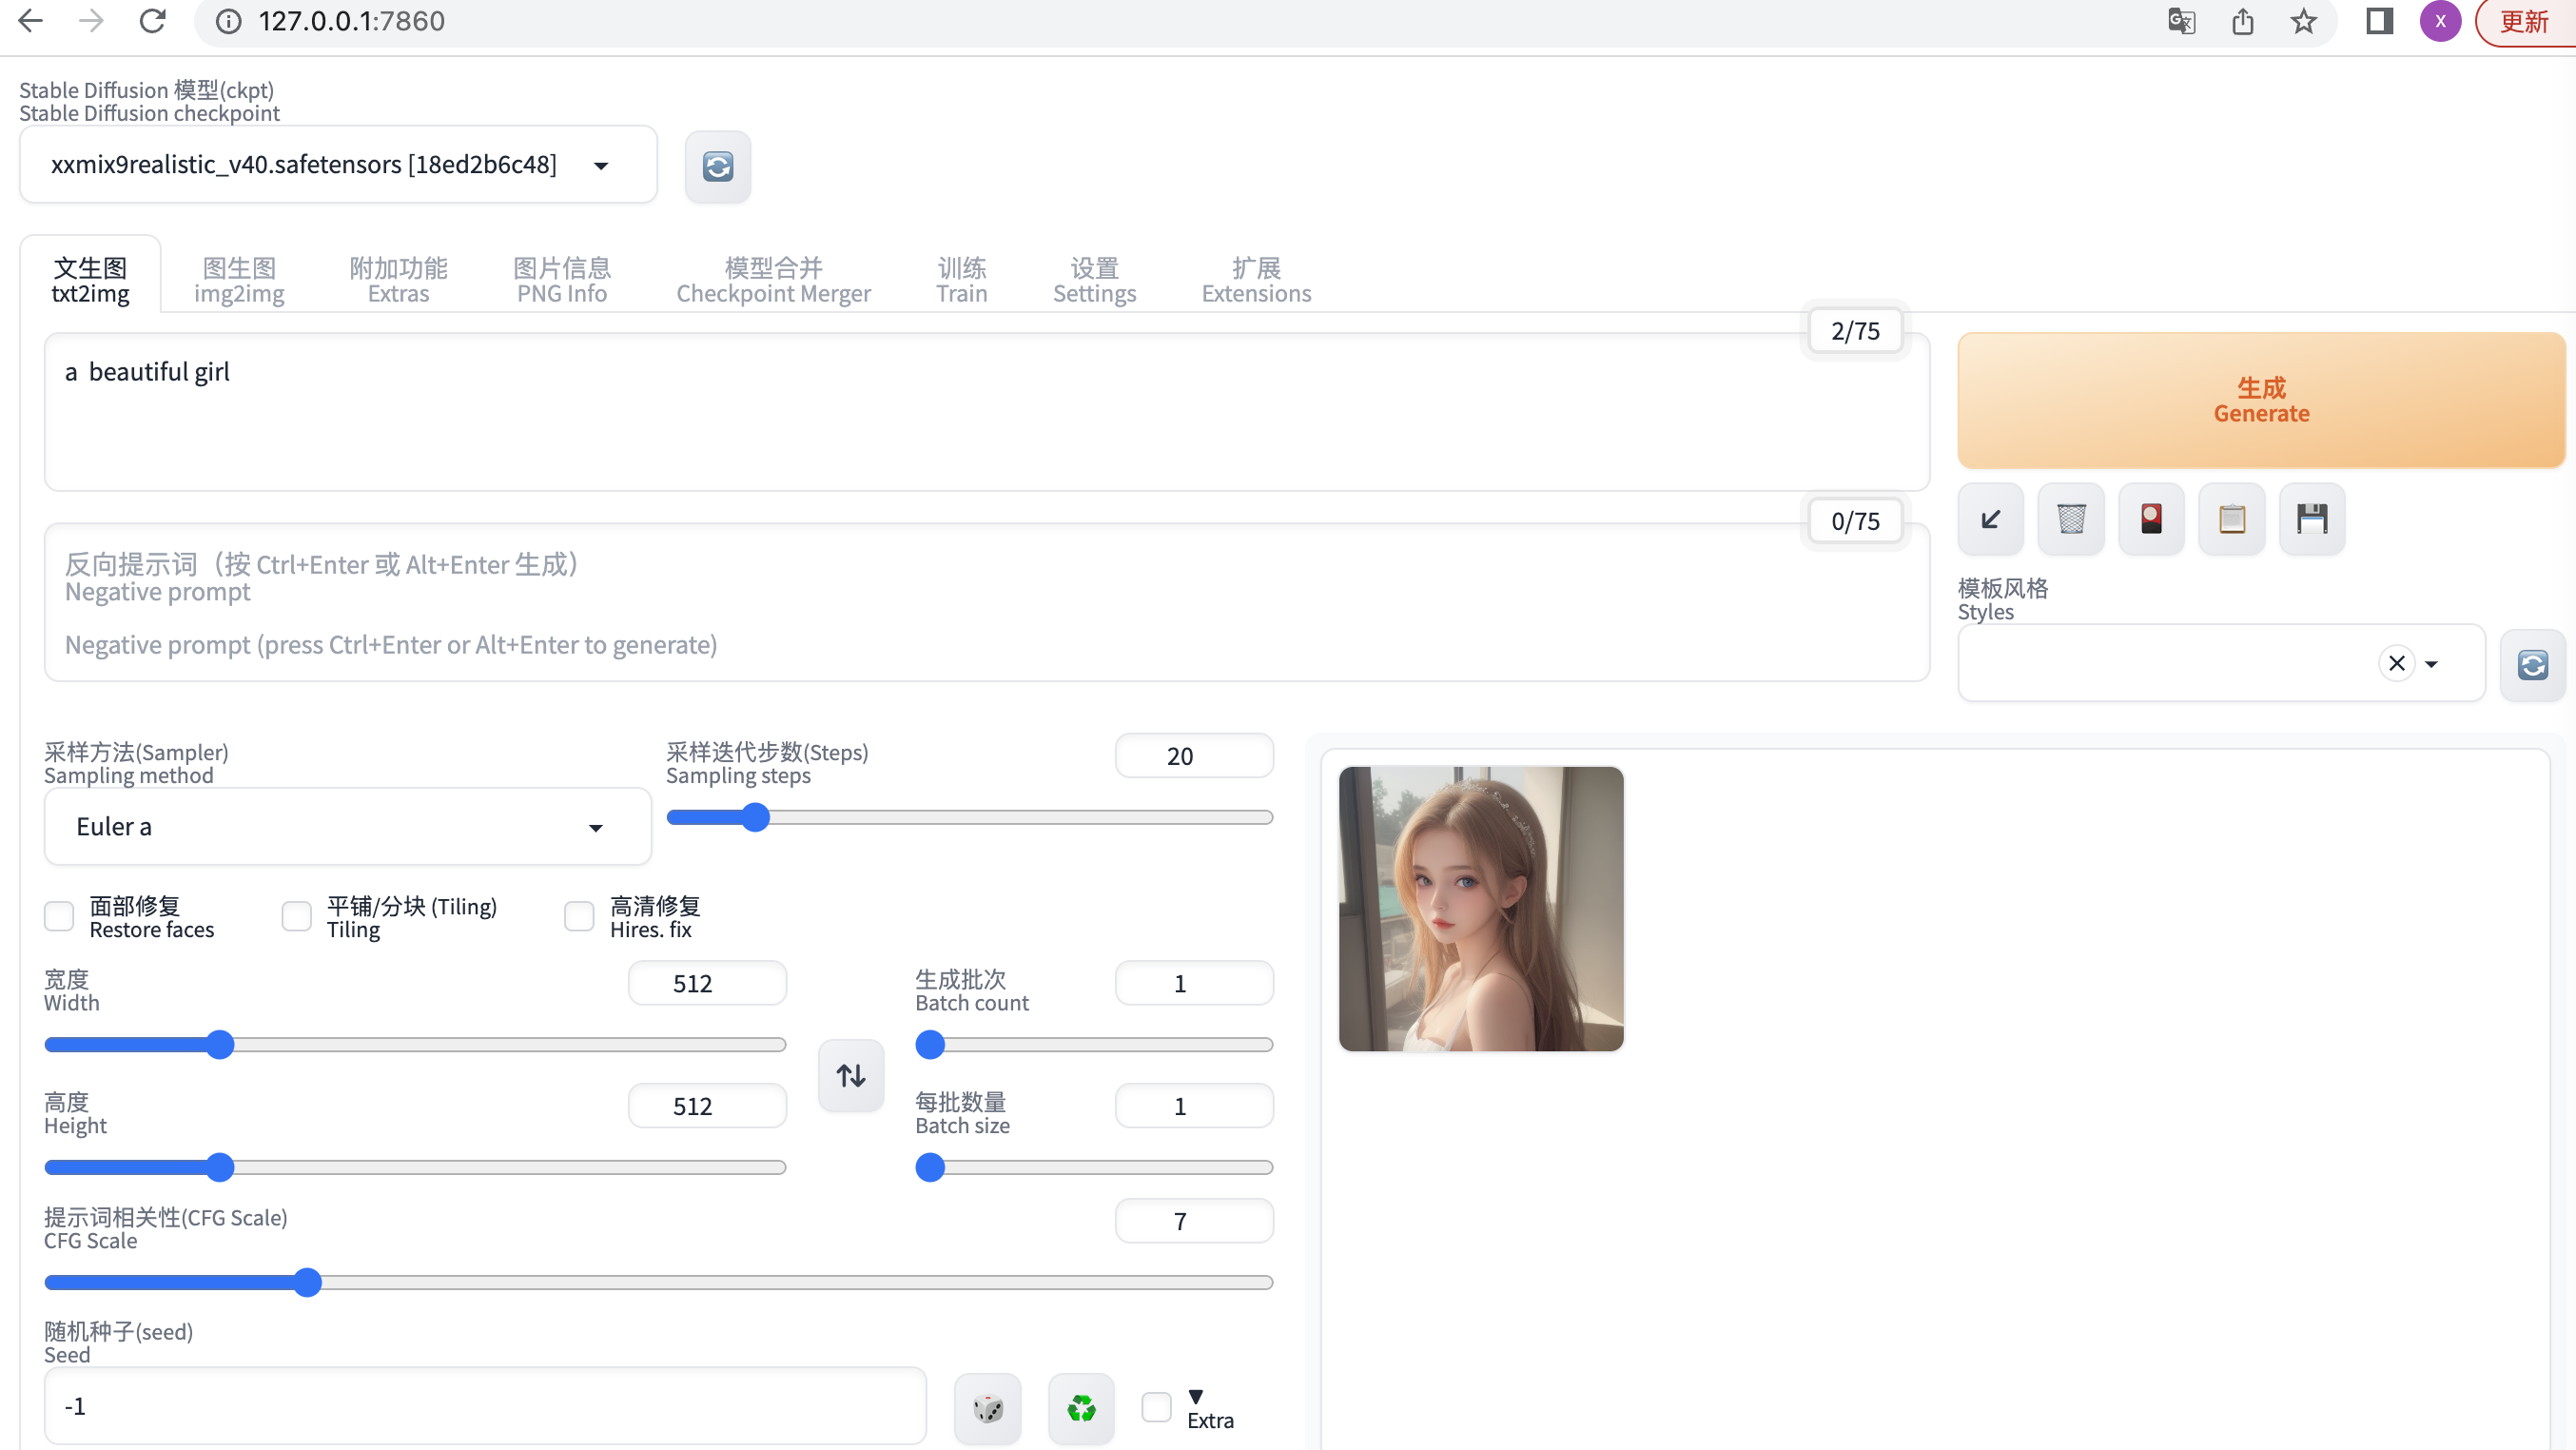 127.0.0.1:7860
X
更新
Stable Diffusion 模型(ckpt)
Stable Diffusion checkpoint
xxmix9realistic_v40.safetensors [18ed2b6c48]
文生图
txt2img
图生图
img2img
附加功能
Extras
图片信息
PNG Info
模型合并
Checkpoint Merger
训练
Train
设置
Settings
扩展
Extensions
2/75
a  beautiful girl
生成
Generate
0/75
反向提示词（按 Ctrl+Enter 或 Alt+Enter 生成）
Negative prompt
Negative prompt (press Ctrl+Enter or Alt+Enter to generate)
模板风格
Styles
采样方法(Sampler)
Sampling method
Euler a
采样迭代步数(Steps)
Sampling steps
20
面部修复
Restore faces
平铺/分块 (Tiling)
Tiling
高清修复
Hires. fix
宽度
Width
512
生成批次
Batch count
1
高度
Height
512
每批数量
Batch size
1
提示词相关性(CFG Scale)
CFG Scale
7
随机种子(seed)
Seed
-1
▼
Extra